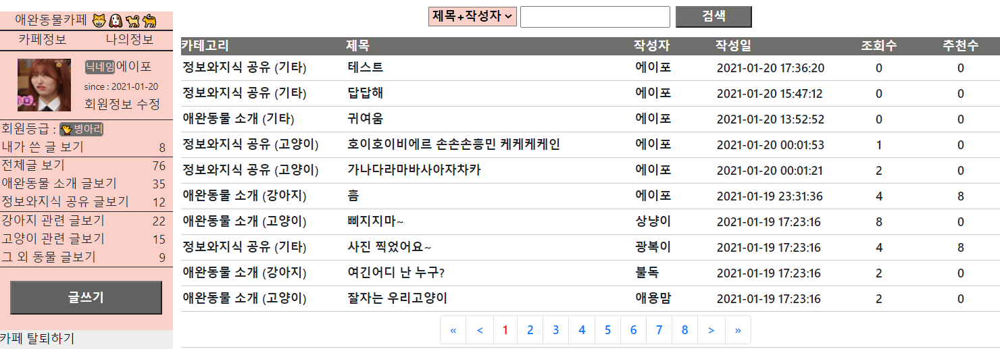 애완동물카페
카페정보 나의정보
닉네임 에이포
since : 2021-01-20
회원정보 수정
회원등급 : 병아리
내가 쓴 글 보기 8
전체글 보기 76
애완동물 소개 글보기 35
정보와지식 공유 글보기 12
강아지 관련 글보기 22
고양이 관련 글보기 15
그 외 동물 글보기 9
글쓰기
카페 탈퇴하기
제목+작성자 검색
카테고리 제목 작성자 작성일 조회수 추천수
정보와지식 공유 (기타) 테스트 에이포 2021-01-20 17:36:20 0 0
정보와지식 공유 (기타) 답답해 에이포 2021-01-20 15:47:12 0 0
애완동물 소개 (기타) 귀여움 에이포 2021-01-20 13:52:52 0 0
정보와지식 공유 (고양이) 호이호이비에르 손손손흥민 케케케케인 에이포 2021-01-20 00:01:53 1 0
정보와지식 공유 (고양이) 가나다라마바사아자차카 에이포 2021-01-20 00:01:21 2 0
애완동물 소개 (강아지) 흠 에이포 2021-01-19 23:31:36 4 8
애완동물 소개 (고양이) 삐지지마~ 상냥이 2021-01-19 17:23:16 8 0
정보와지식 공유 (기타) 사진 찍었어요~ 광복이 2021-01-19 17:23:16 4 8
애완동물 소개 (강아지) 여긴어디 난 누구? 불독 2021-01-19 17:23:16 2 0
애완동물 소개 (고양이) 잘자는 우리고양이 애용맘 2021-01-19 17:23:16 2 0
« < 1 2 3 4 5 6 7 8 > »